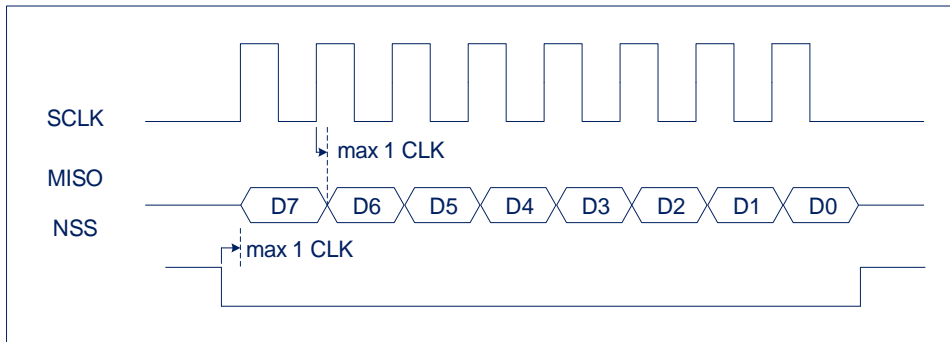 SCLK
max 1 CLK
MISO
D7 D6 D5 D4 D3 D2 D1 D0
NSS
max 1 CLK